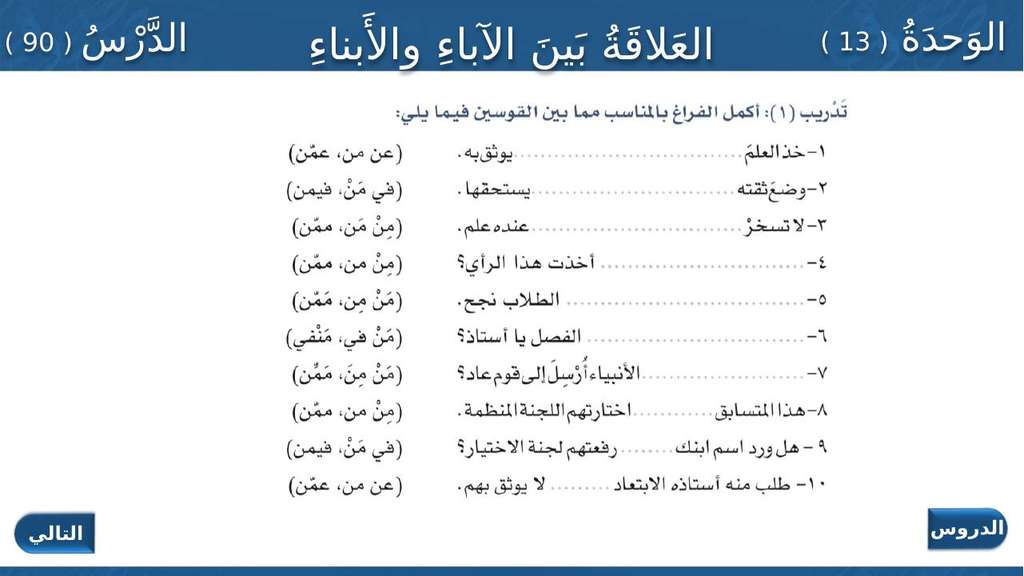 الوَحدَةُ ( 13 )
العَلاقَةُ بَينَ الآباءِ والأَبناءِ
الدَّرْسُ ( 90 )
تَدْريب (١): أكمل الفراغ بالمناسب مما بين القوسين فيما يلي:
١- خذ العلمَ .................................. يوثق به. (عن من، عمّن)
٢- وضعَ ثقته .............................. يستحقها. (في مَنْ، فيمن)
٣- لا تسخرْ ............................... عنده علم. (مِنْ مَن، ممّن)
٤- .............................. أخذت هذا الرأي؟ (مِنْ من، ممّن)
٥- .................................. الطلاب نجح. (مَنْ مِن، مَمّن)
٦- ................................ الفصل يا أستاذ؟ (مَنْ في، مَنْفي)
٧- ........................ الأنبياء أُرْسِلَ إلى قوم عاد؟ (مَنْ مِنَ، مَمِّن)
٨- هذا المتسابق ............ اختارتهم اللجنة المنظمة. (مِنْ من، ممّن)
٩ - هل ورد اسم ابنك ........ رفعتهم لجنة الاختيار؟ (في مَنْ، فيمن)
١٠- طلب منه أستاذه الابتعاد ......... لا يوثق بهم. (عن من، عمّن)
الدروس
التالي